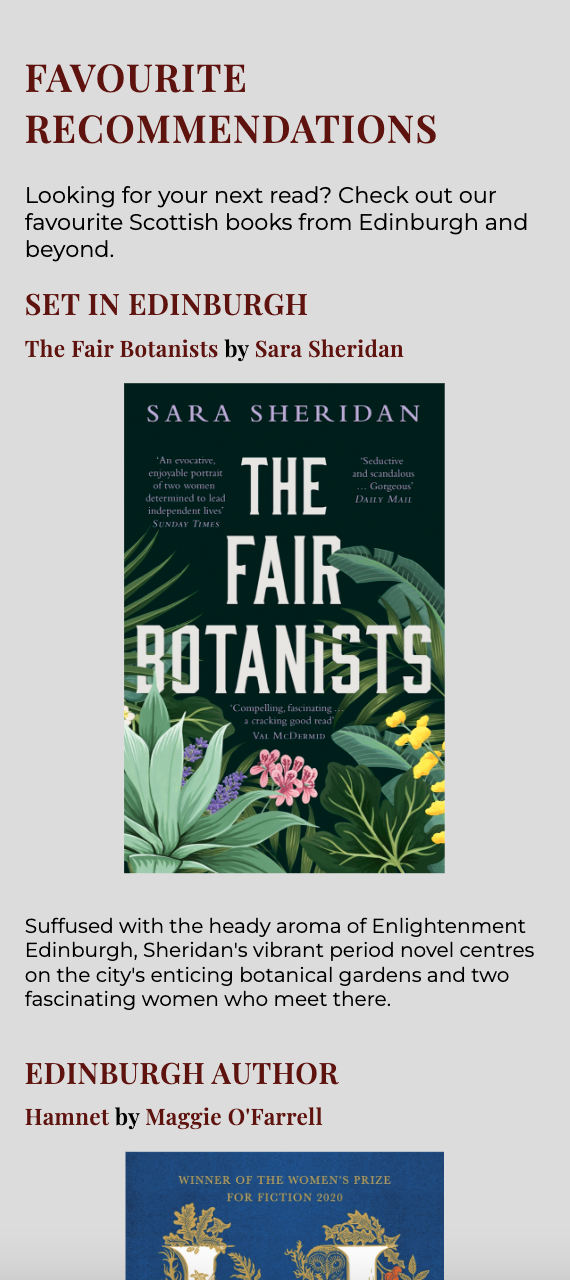 FAVOURITE
RECOMMENDATIONS
Looking for your next read? Check out our
favourite Scottish books from Edinburgh and
beyond.
SET IN EDINBURGH
The Fair Botanists by Sara Sheridan
SARA SHERIDAN
'An evocative,
enjoyable portrait
of two women
determined to lead
independent lives'
SUNDAY TIMES
'Seductive
and scandalous
... Gorgeous'
DAILY MAIL
THE
FAIR
BOTANISTS
'Compelling, fascinating ...
a cracking good read'
VAL MCDERMID
Suffused with the heady aroma of Enlightenment
Edinburgh, Sheridan's vibrant period novel centres
on the city's enticing botanical gardens and two
fascinating women who meet there.
EDINBURGH AUTHOR
Hamnet by Maggie O'Farrell
WINNER OF THE WOMEN'S PRIZE
FOR FICTION 2020